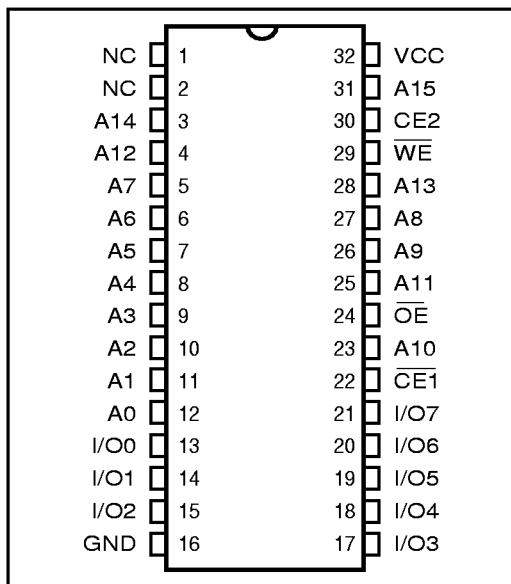 NC 1 32 VCC
NC 2 31 A15
A14 3 30 CE2
A12 4 29 W̅E̅
A7 5 28 A13
A6 6 27 A8
A5 7 26 A9
A4 8 25 A11
A3 9 24 O̅E̅
A2 10 23 A10
A1 11 22 C̅E̅1̅
A0 12 21 I/O7
I/O0 13 20 I/O6
I/O1 14 19 I/O5
I/O2 15 18 I/O4
GND 16 17 I/O3